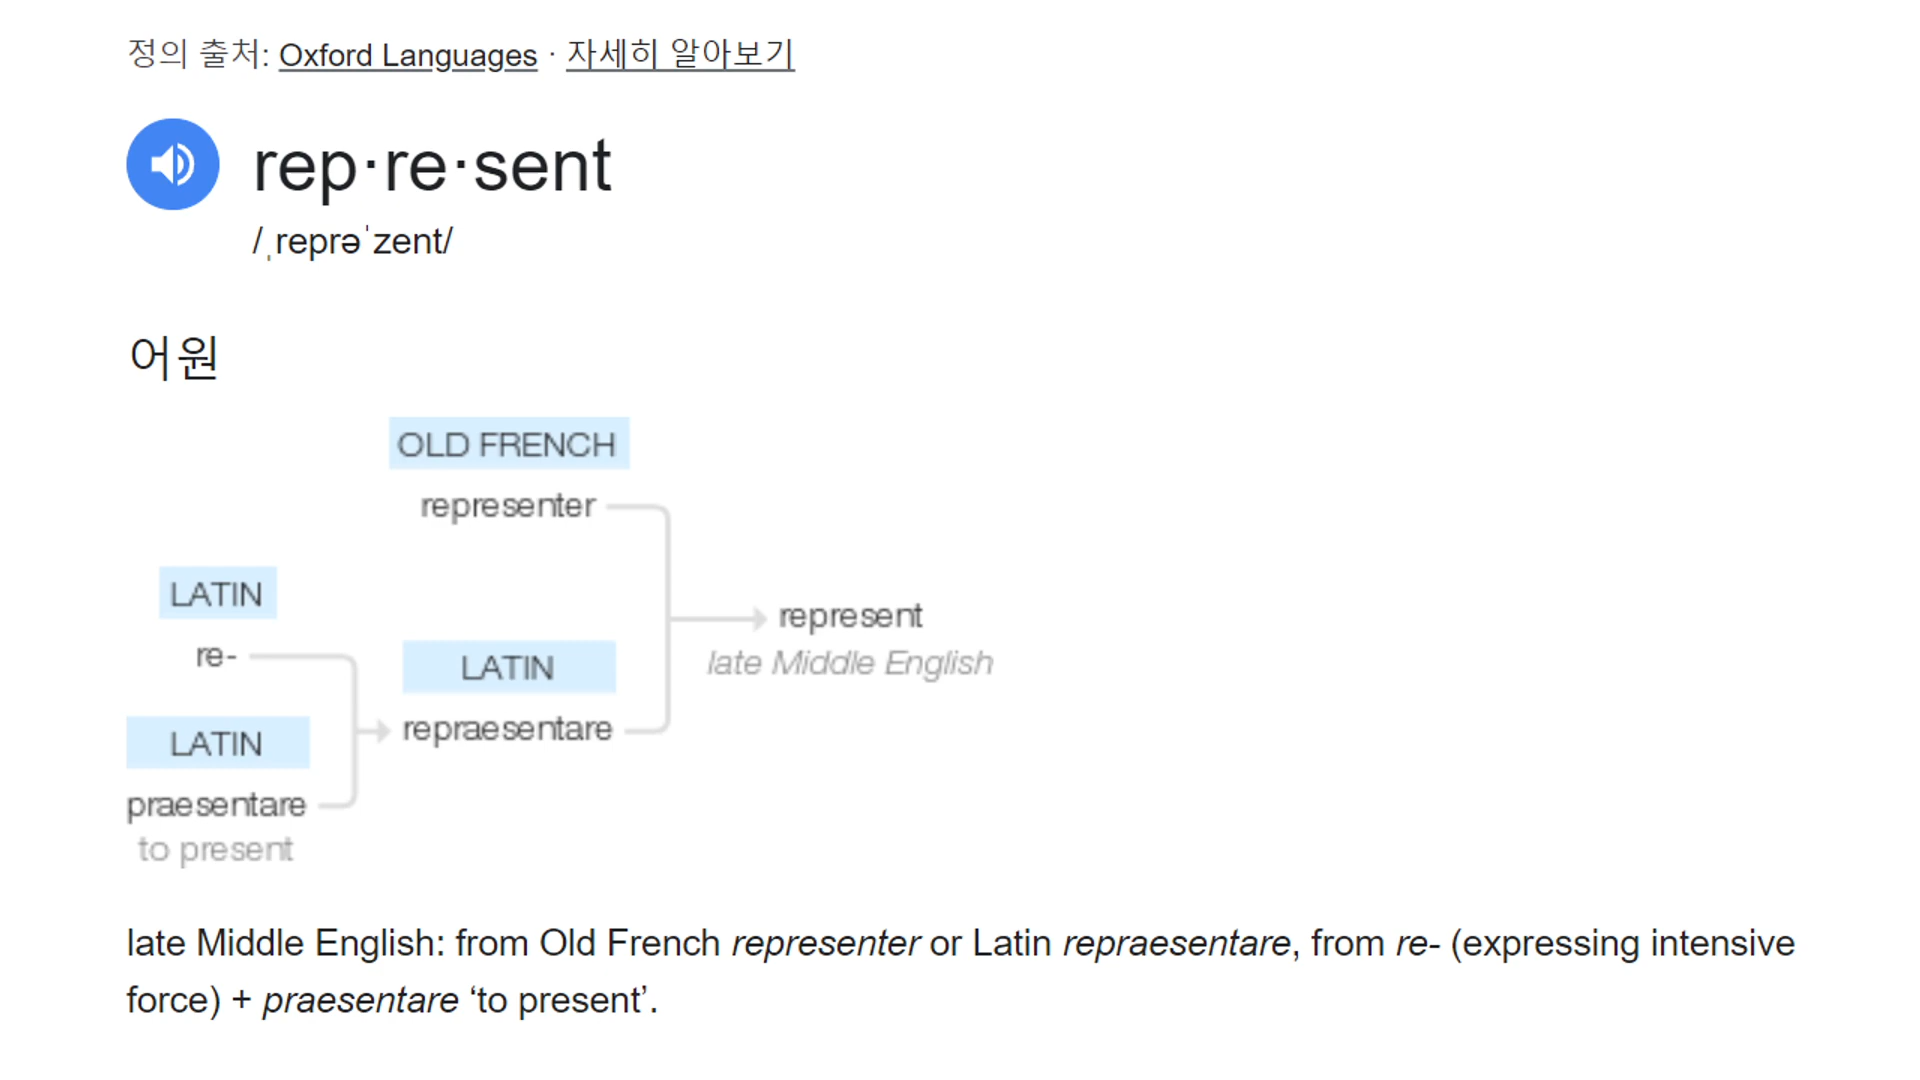 정의 출처: Oxford Languages · 자세히 알아보기
rep·re·sent
/ˌreprəˈzent/
어원
OLD FRENCH
representer
LATIN
re-
LATIN
praesentare
to present
LATIN
repraesentare
represent
late Middle English
late Middle English: from Old French representer or Latin repraesentare, from re- (expressing intensive
force) + praesentare ‘to present’.